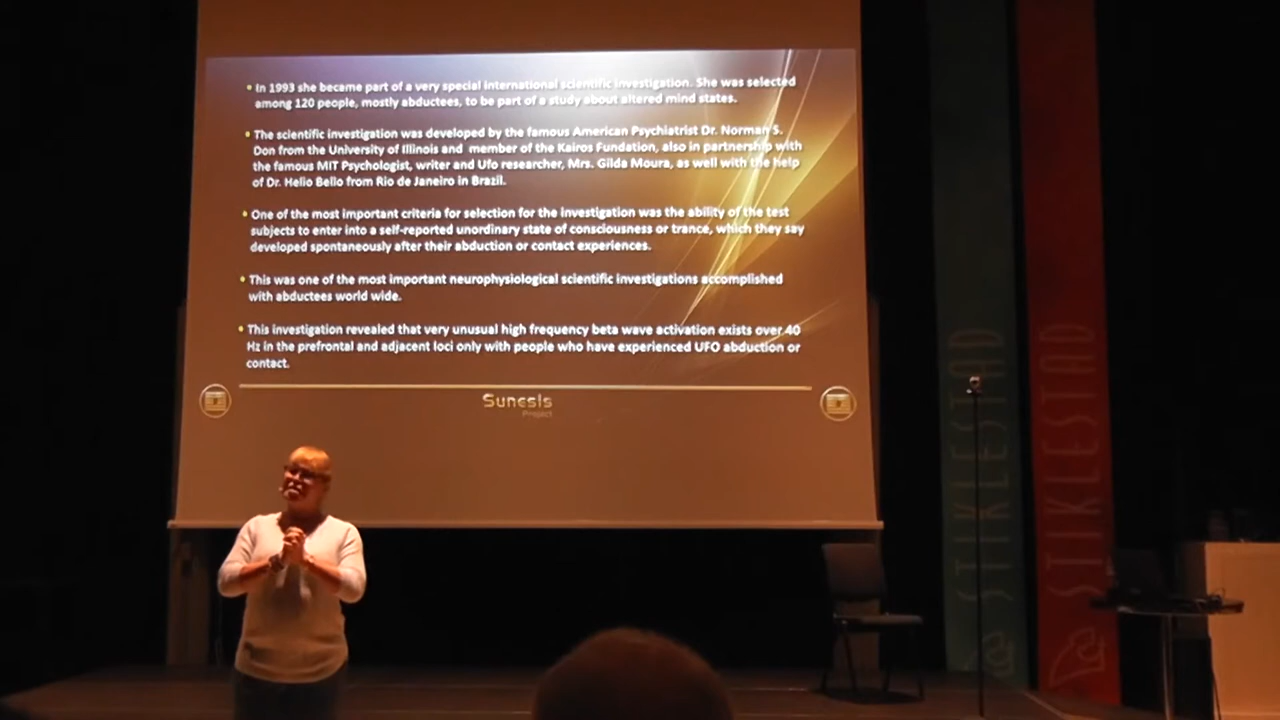 • In 1993 she became part of a very special International scientific investigation. She was selected
among 120 people, mostly abductees, to be part of a study about altered mind states.
• The scientific investigation was developed by the famous American Psychiatrist Dr. Norman S.
Don from the University of Illinois and member of the Kairos Fundation, also in partnership with
the famous MIT Psychologist, writer and Ufo researcher, Mrs. Gilda Moura, as well with the help
of Dr. Helio Bello from Rio de Janeiro in Brazil.
• One of the most important criteria for selection for the investigation was the ability of the test
subjects to enter into a self-reported unordinary state of consciousness or trance, which they say
developed spontaneously after their abduction or contact experiences.
• This was one of the most important neurophysiological scientific investigations accomplished
with abductees world wide.
• This investigation revealed that very unusual high frequency beta wave activation exists over 40
Hz in the prefrontal and adjacent loci only with people who have experienced UFO abduction or
contact.
Sunesis
Project
STIKLESTAD
STIKLESTAD